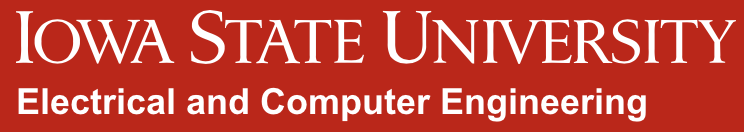 IOWA STATE UNIVERSITY
Electrical and Computer Engineering